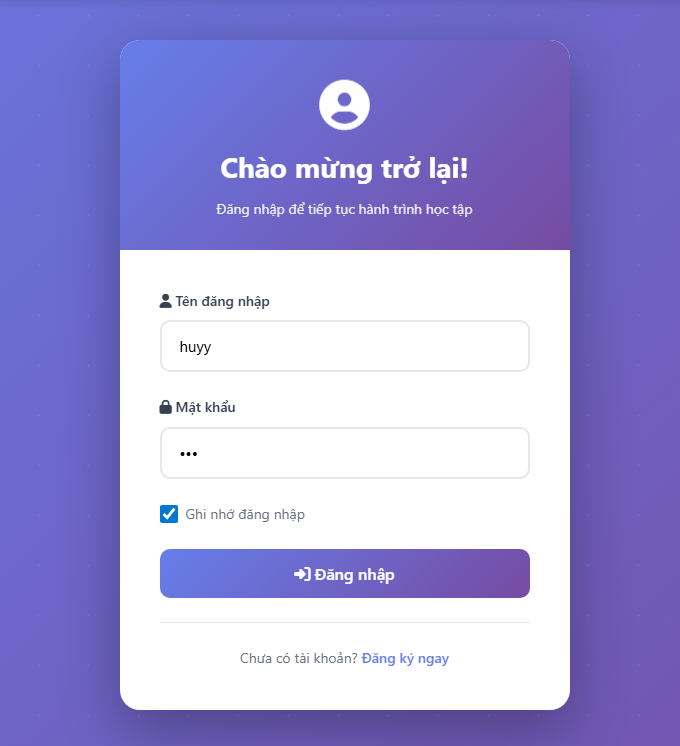 Chào mừng trở lại!
Đăng nhập để tiếp tục hành trình học tập
Tên đăng nhập
huyy
Mật khẩu
•••
Ghi nhớ đăng nhập
Đăng nhập
Chưa có tài khoản? Đăng ký ngay